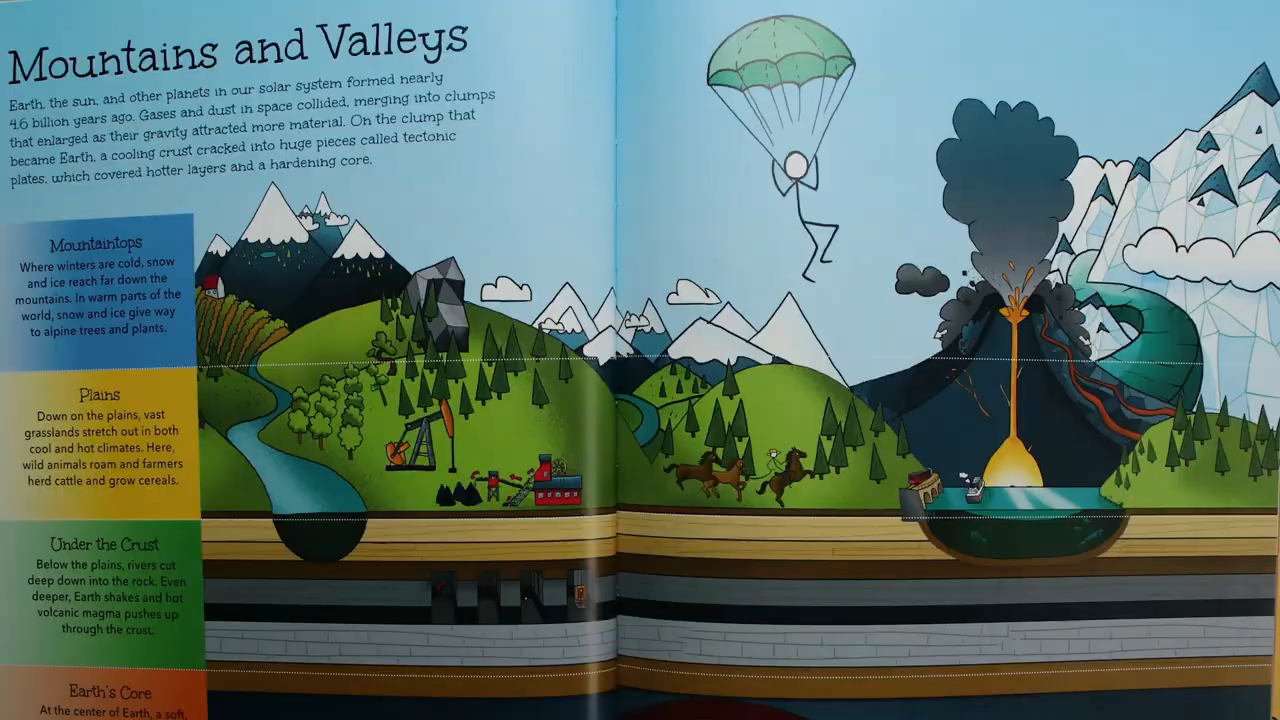 Mountains and Valleys
Earth, the sun, and other planets in our solar system formed nearly
4.6 billion years ago. Gases and dust in space collided, merging into clumps
that enlarged as their gravity attracted more material. On the clump that
became Earth, a cooling crust cracked into huge pieces called tectonic
plates, which covered hotter layers and a hardening core.
Mountaintops
Where winters are cold, snow
and ice reach far down the
mountains. In warm parts of the
world, snow and ice give way
to alpine trees and plants.
Plains
Down on the plains, vast
grasslands stretch out in both
cool and hot climates. Here,
wild animals roam and farmers
herd cattle and grow cereals.
Under the Crust
Below the plains, rivers cut
deep down into the rock. Even
deeper, Earth shakes and hot
volcanic magma pushes up
through the crust.
Earth's Core
At the center of Earth, a soft,